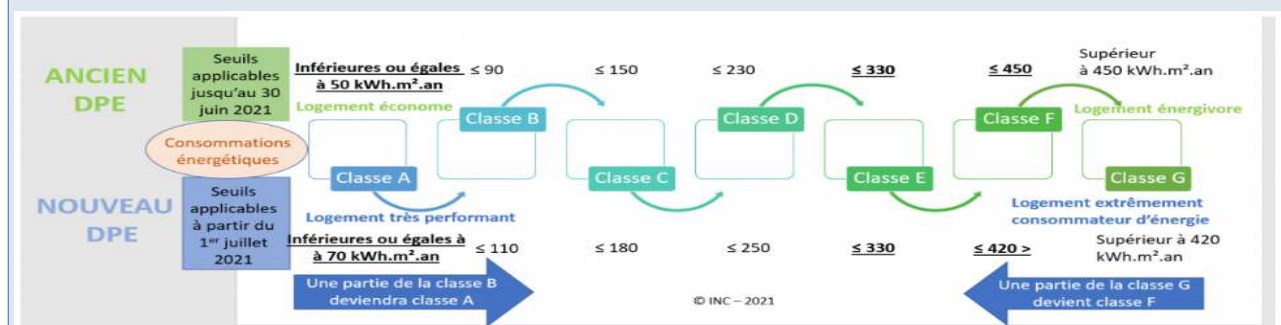 ANCIEN
DPE
Seuils
applicables
jusqu'au 30
juin 2021
Inférieures ou égales
à 50 kWh.m².an
≤ 90
≤ 150
≤ 230
≤ 330
≤ 450
Supérieur
à 450 kWh.m².an
Logement économe
Logement énergivore
Classe B
Classe D
Classe F
Consommations
énergétiques
Classe A
Classe C
Classe E
Classe G
NOUVEAU
DPE
Seuils
applicables
à partir du
1er juillet
2021
Logement très performant
Logement extrêmement
consommateur d'énergie
Inférieures ou égales à
à 70 kWh.m².an
≤ 110
≤ 180
≤ 250
≤ 330
≤ 420 >
Supérieur à 420
kWh.m².an
Une partie de la classe B
deviendra classe A
© INC – 2021
Une partie de la classe G
devient classe F